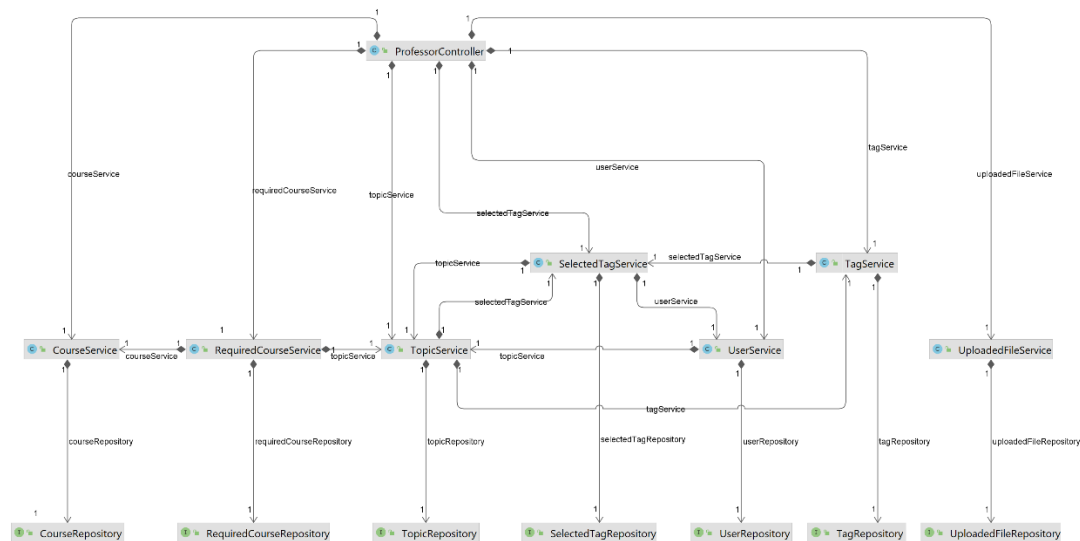 1 1
ProfessorController
1 1 1 1 1 1
1
tagService
userService
courseService
uploadedFileService
requiredCourseService
topicService
selectedTagService
1 1 1
SelectedTagService
selectedTagService
TagService
topicService
1 1 1 1 1
selectedTagService
userService
1 1 1 1 1 1
CourseService
courseService
RequiredCourseService
topicService
TopicService
topicService
UserService
UploadedFileService
1 1 1 1 1 1 1
tagService
courseRepository
requiredCourseRepository
topicRepository
selectedTagRepository
userRepository
tagRepository
uploadedFileRepository
1 1 1 1 1 1 1
CourseRepository
RequiredCourseRepository
TopicRepository
SelectedTagRepository
UserRepository
TagRepository
UploadedFileRepository